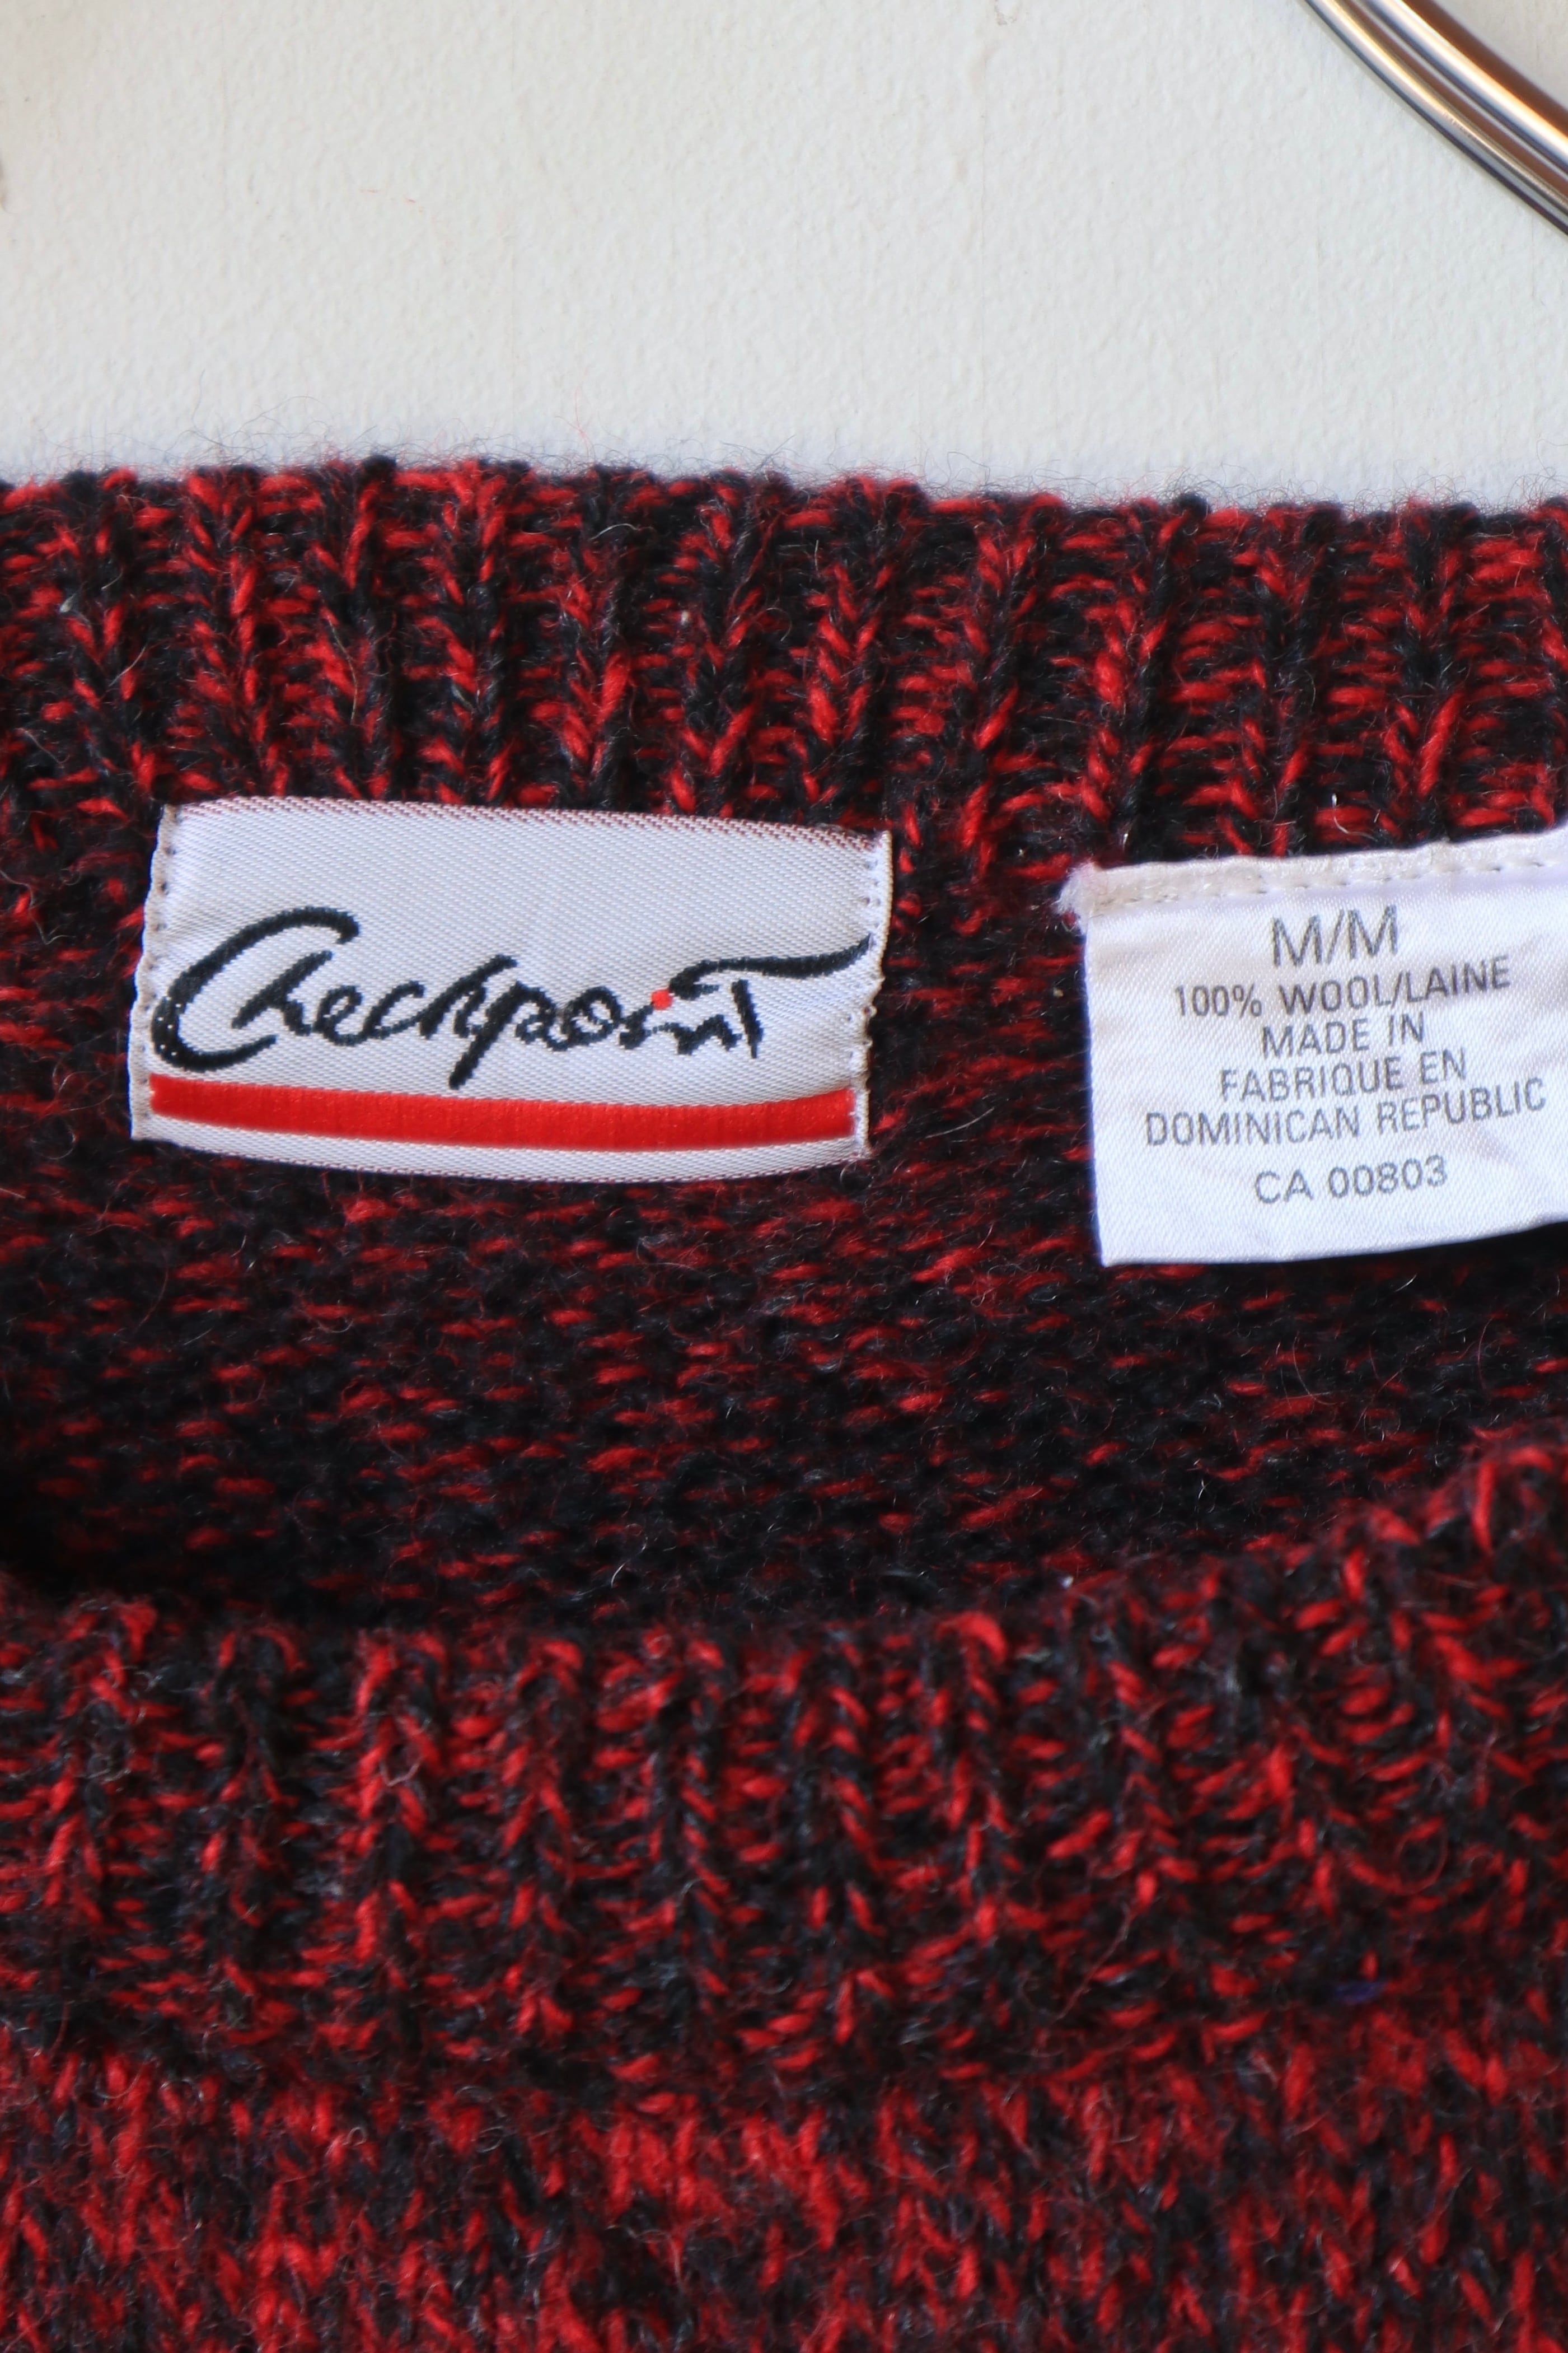 Checkpoint
M/M
100% WOOL/LAINE
MADE IN
FABRIQUE EN
DOMINICAN REPUBLIC
CA 00803